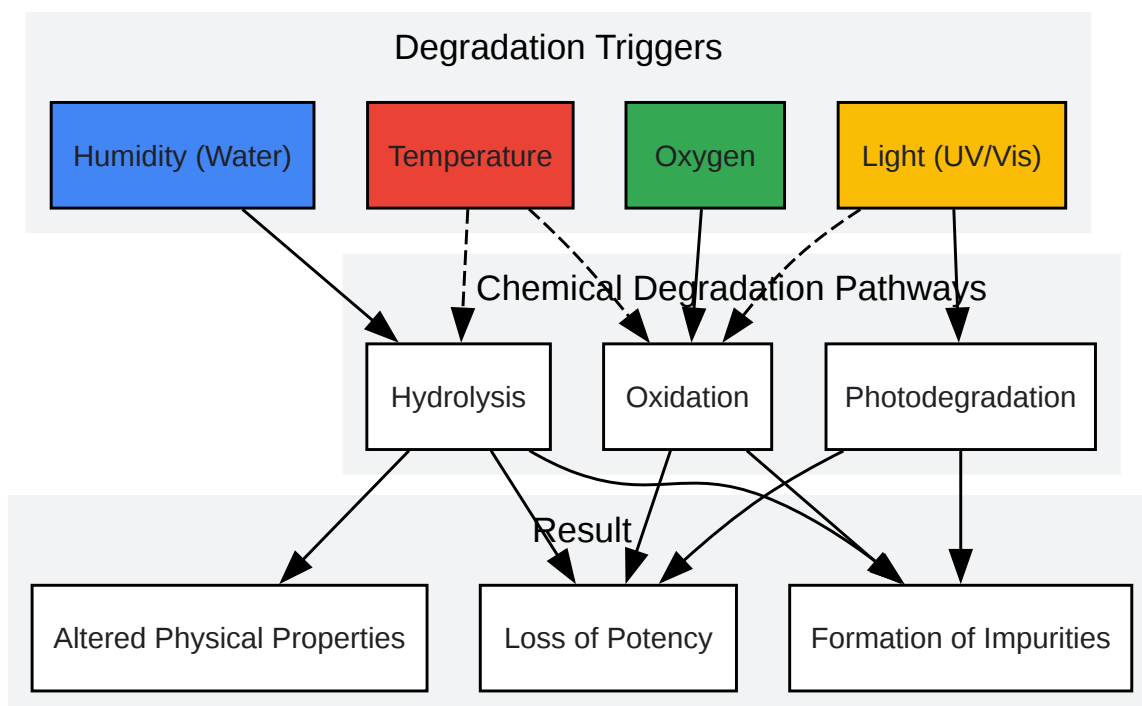 Degradation Triggers
Humidity (Water)
Temperature
Oxygen
Light (UV/Vis)
Chemical Degradation Pathways
Hydrolysis
Oxidation
Photodegradation
Result
Altered Physical Properties
Loss of Potency
Formation of Impurities